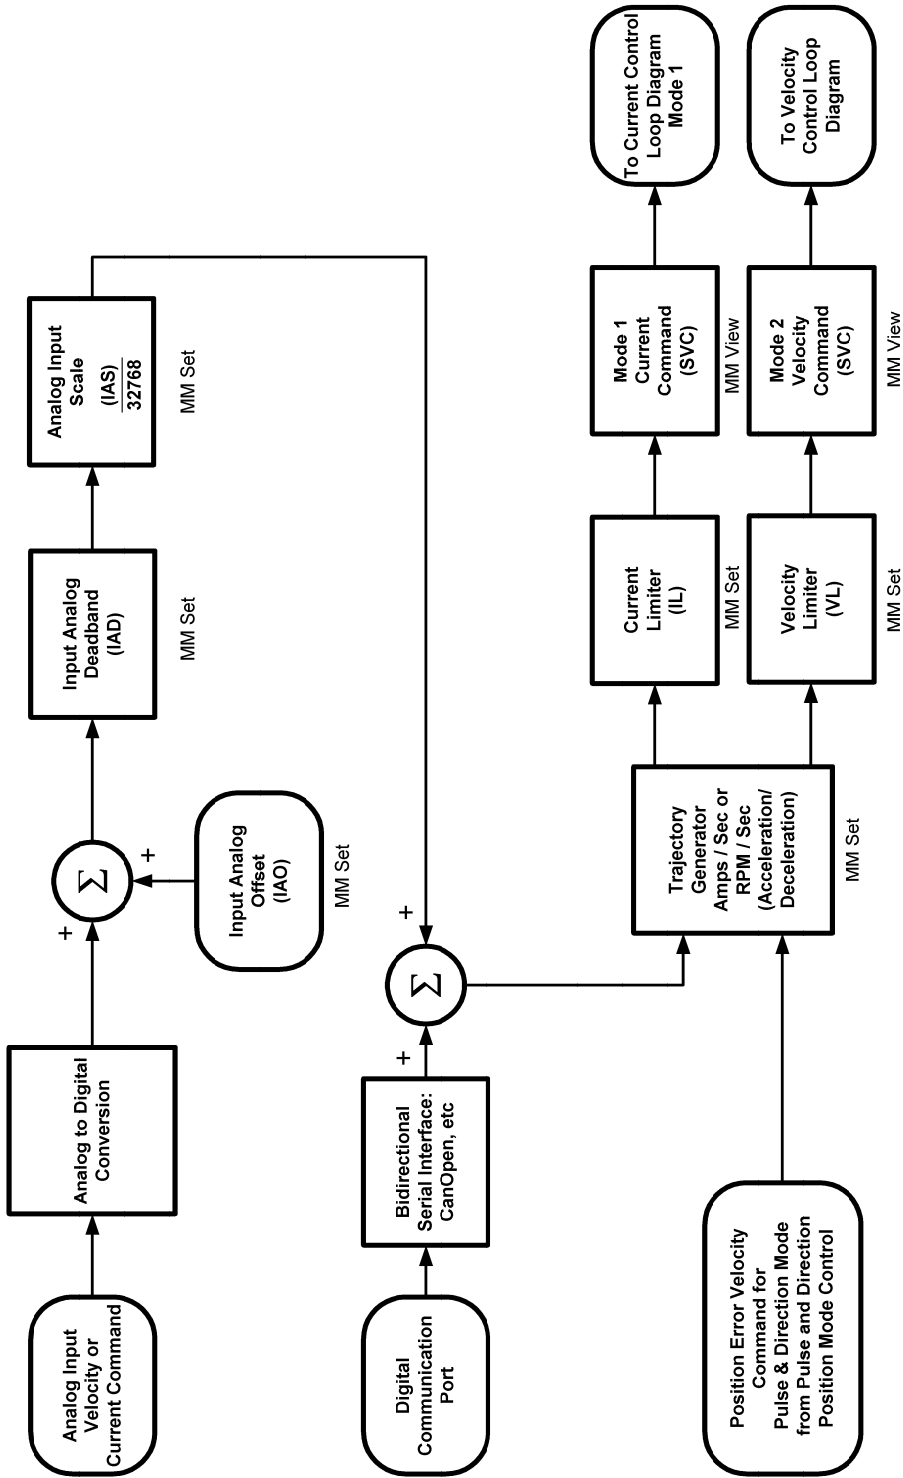 Analog Input
Velocity or
Current Command
Analog to Digital
Conversion
+
Σ
+
Input Analog
Offset
(IAO)
MM Set
Input Analog
Deadband
(IAD)
MM Set
Analog Input
Scale
(IAS)
32768
MM Set
Digital
Communication
Port
Bidirectional
Serial Interface:
CanOpen, etc
+
Σ
+
Position Error Velocity
Command for
Pulse & Direction Mode
from Pulse and Direction
Position Mode Control
Trajectory
Generator
Amps / Sec or
RPM / Sec
(Acceleration/
Deceleration)
MM Set
Current
Limiter
(IL)
MM Set
Mode 1
Current
Command
(SVC)
MM View
To Current Control
Loop Diagram
Mode 1
Velocity
Limiter
(VL)
MM Set
Mode 2
Velocity
Command
(SVC)
MM View
To Velocity
Control Loop
Diagram